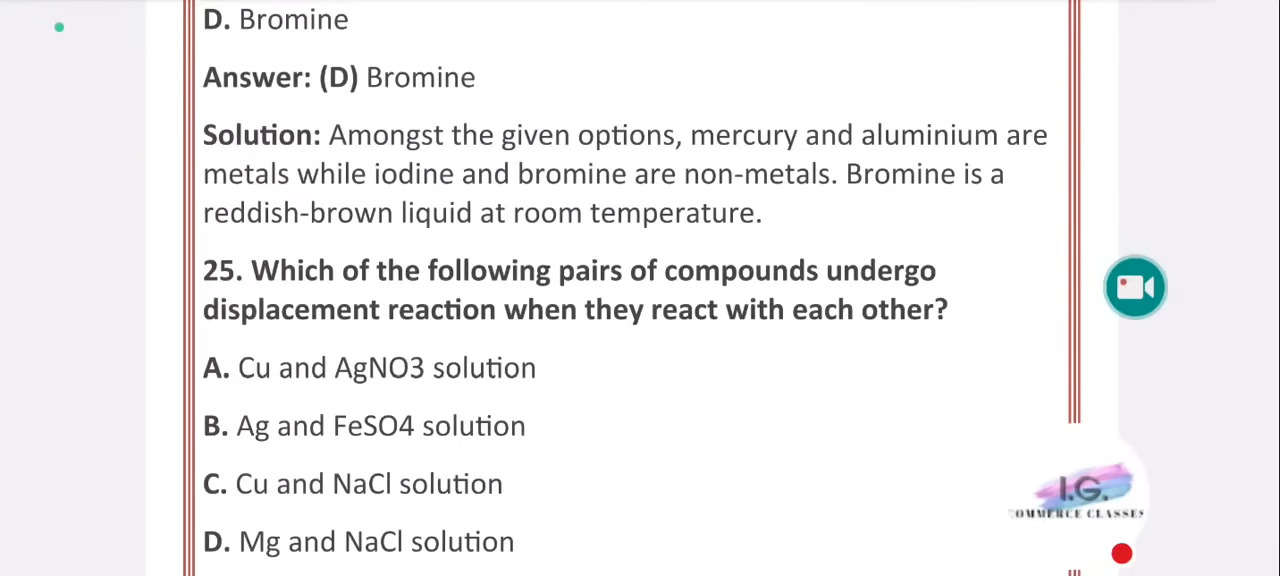 D. Bromine
Answer: (D) Bromine
Solution: Amongst the given options, mercury and aluminium are
metals while iodine and bromine are non-metals. Bromine is a
reddish-brown liquid at room temperature.
25. Which of the following pairs of compounds undergo
displacement reaction when they react with each other?
A. Cu and AgNO3 solution
B. Ag and FeSO4 solution
C. Cu and NaCl solution
D. Mg and NaCl solution
I.G.
COMMERCE CLASSES